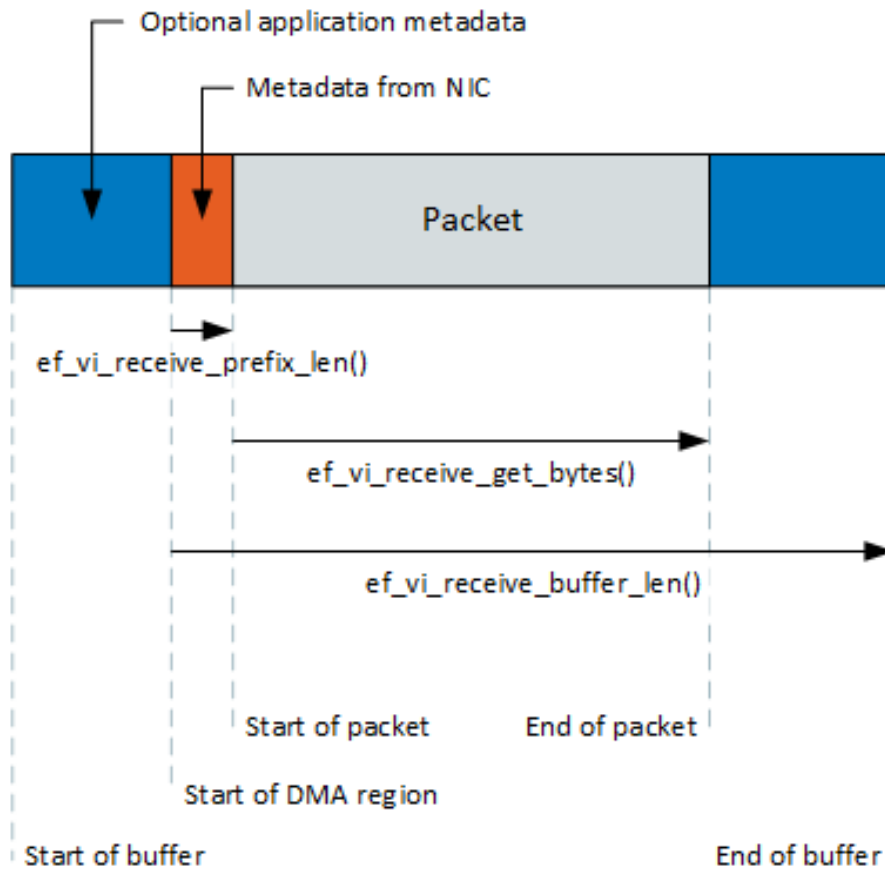 Optional application metadata
Metadata from NIC
Packet
ef_vi_receive_prefix_len()
ef_vi_receive_get_bytes()
ef_vi_receive_buffer_len()
Start of packet
End of packet
Start of DMA region
Start of buffer
End of buffer